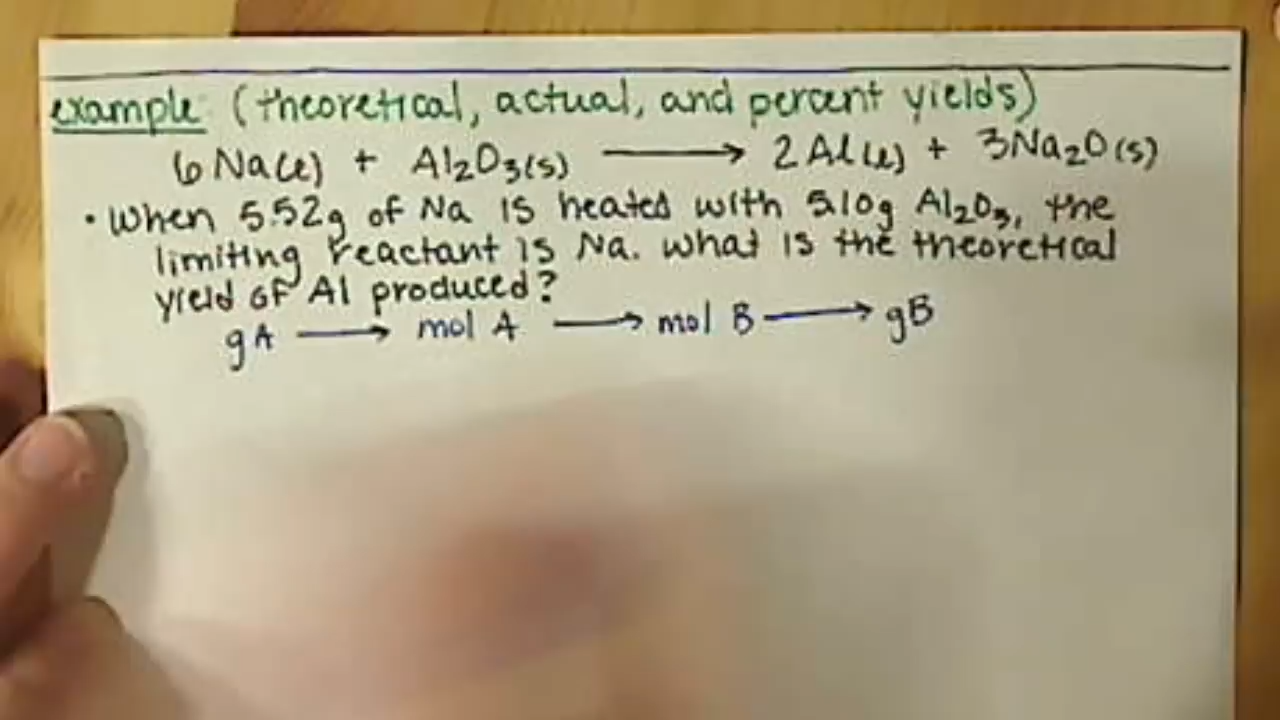 example: (theoretical, actual, and percent yields)
6Na(l) + Al₂O₃(s) ⟶ 2Al(l) + 3Na₂O(s)
• When 5.52g of Na is heated with 5.10g Al₂O₃, the
limiting reactant is Na. what is the theoretical
yield of Al produced?
gA ⟶ mol A ⟶ mol B ⟶ gB